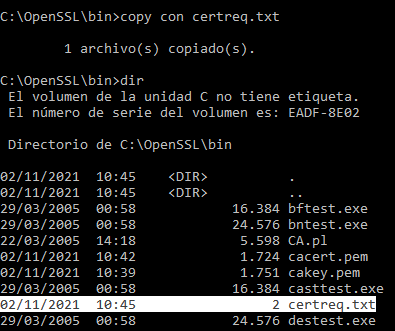 C:\OpenSSL\bin>copy con certreq.txt
1 archivo(s) copiado(s).
C:\OpenSSL\bin>dir
El volumen de la unidad C no tiene etiqueta.
El número de serie del volumen es: EADF-8E02
Directorio de C:\OpenSSL\bin
02/11/2021 10:45 <DIR> .
02/11/2021 10:45 <DIR> ..
29/03/2005 00:58 16.384 bftest.exe
29/03/2005 00:58 24.576 bntest.exe
22/03/2005 14:18 5.598 CA.pl
02/11/2021 10:42 1.724 cacert.pem
02/11/2021 10:39 1.751 cakey.pem
29/03/2005 00:58 16.384 casttest.exe
02/11/2021 10:45 2 certreq.txt
29/03/2005 00:58 24.576 destest.exe